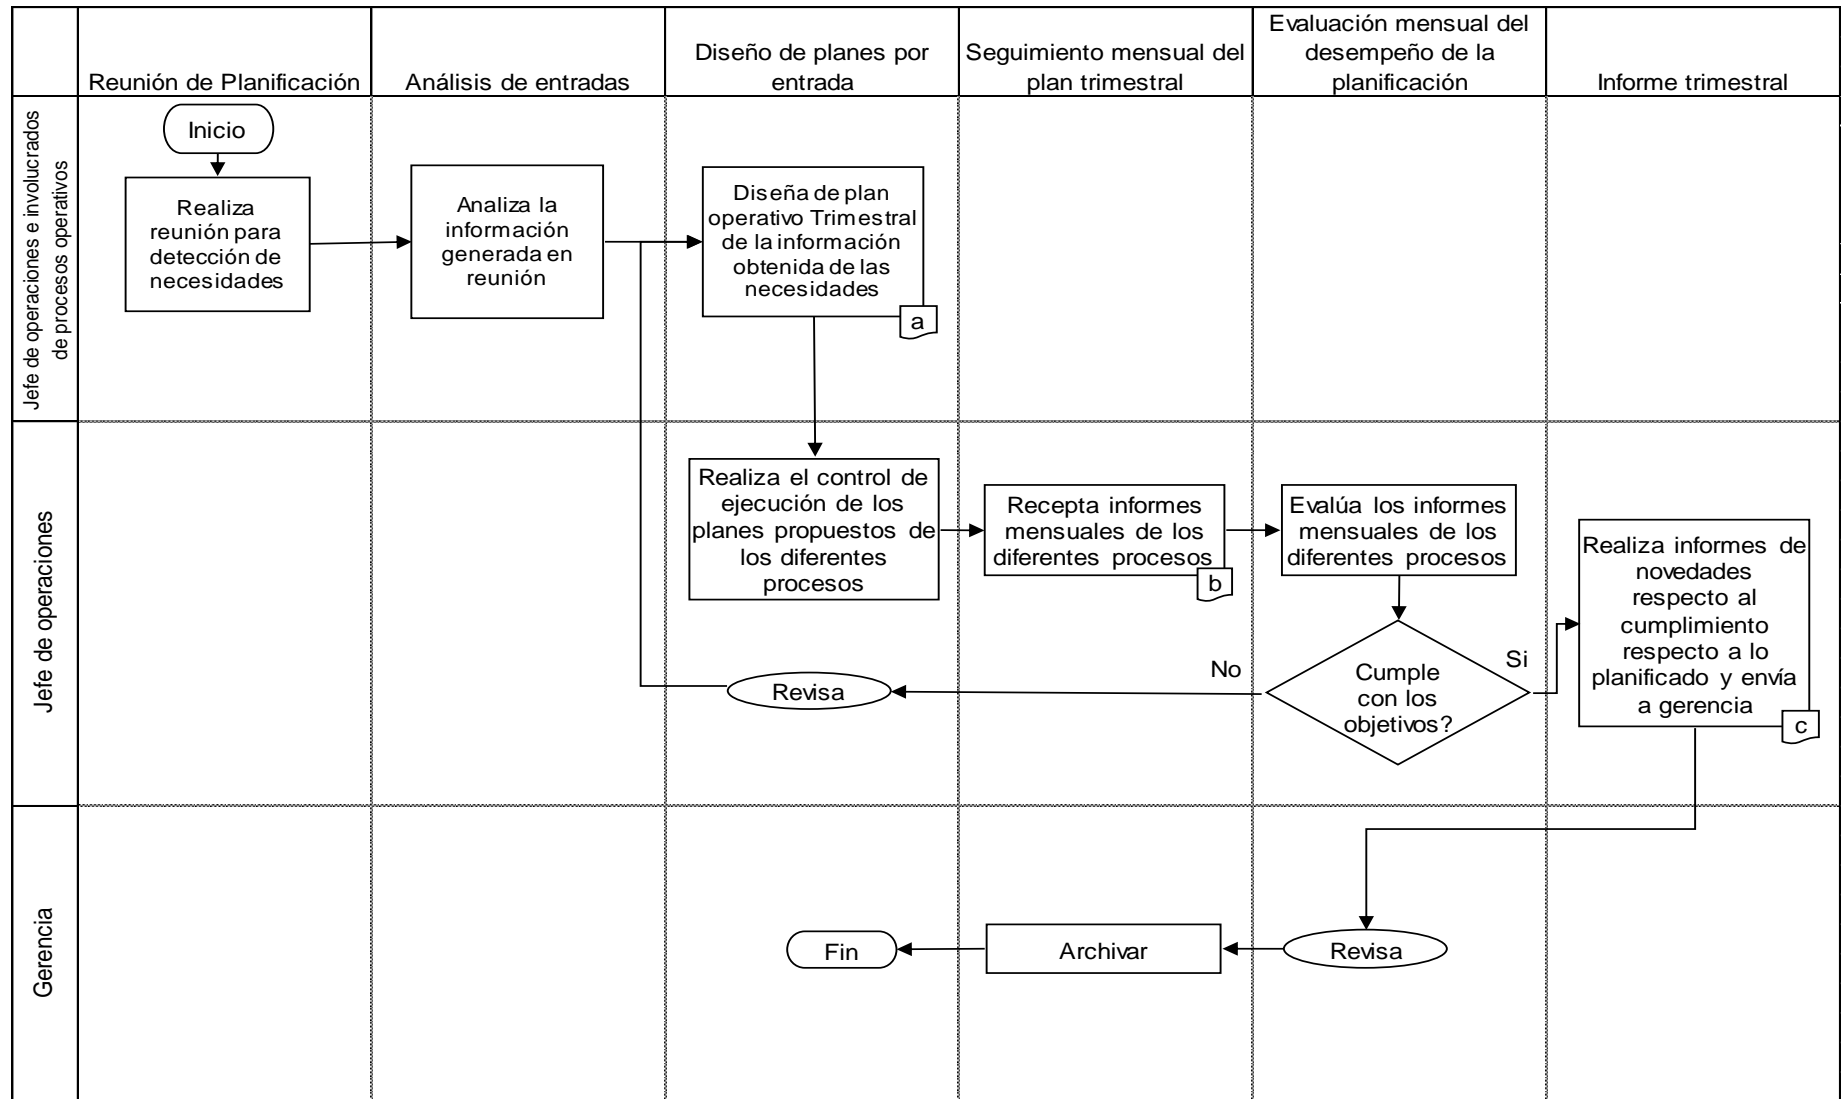 Reunión de Planificación
Análisis de entradas
Diseño de planes por
entrada
Seguimiento mensual del
plan trimestral
Evaluación mensual del
desempeño de la
planificación
Informe trimestral
Jefe de operaciones e involucrados
de procesos operativos
Inicio
Realiza
reunión para
detección de
necesidades
Analiza la
información
generada en
reunión
Diseña de plan
operativo Trimestral
de la información
obtenida de las
necesidades
a
Jefe de operaciones
Realiza el control de
ejecución de los
planes propuestos de
los diferentes
procesos
Recepta informes
mensuales de los
diferentes procesos
b
Evalúa los informes
mensuales de los
diferentes procesos
Realiza informes de
novedades
respecto al
cumplimiento
respecto a lo
planificado y envía
a gerencia
c
Revisa
No
Cumple
con los
objetivos?
Si
Gerencia
Fin
Archivar
Revisa